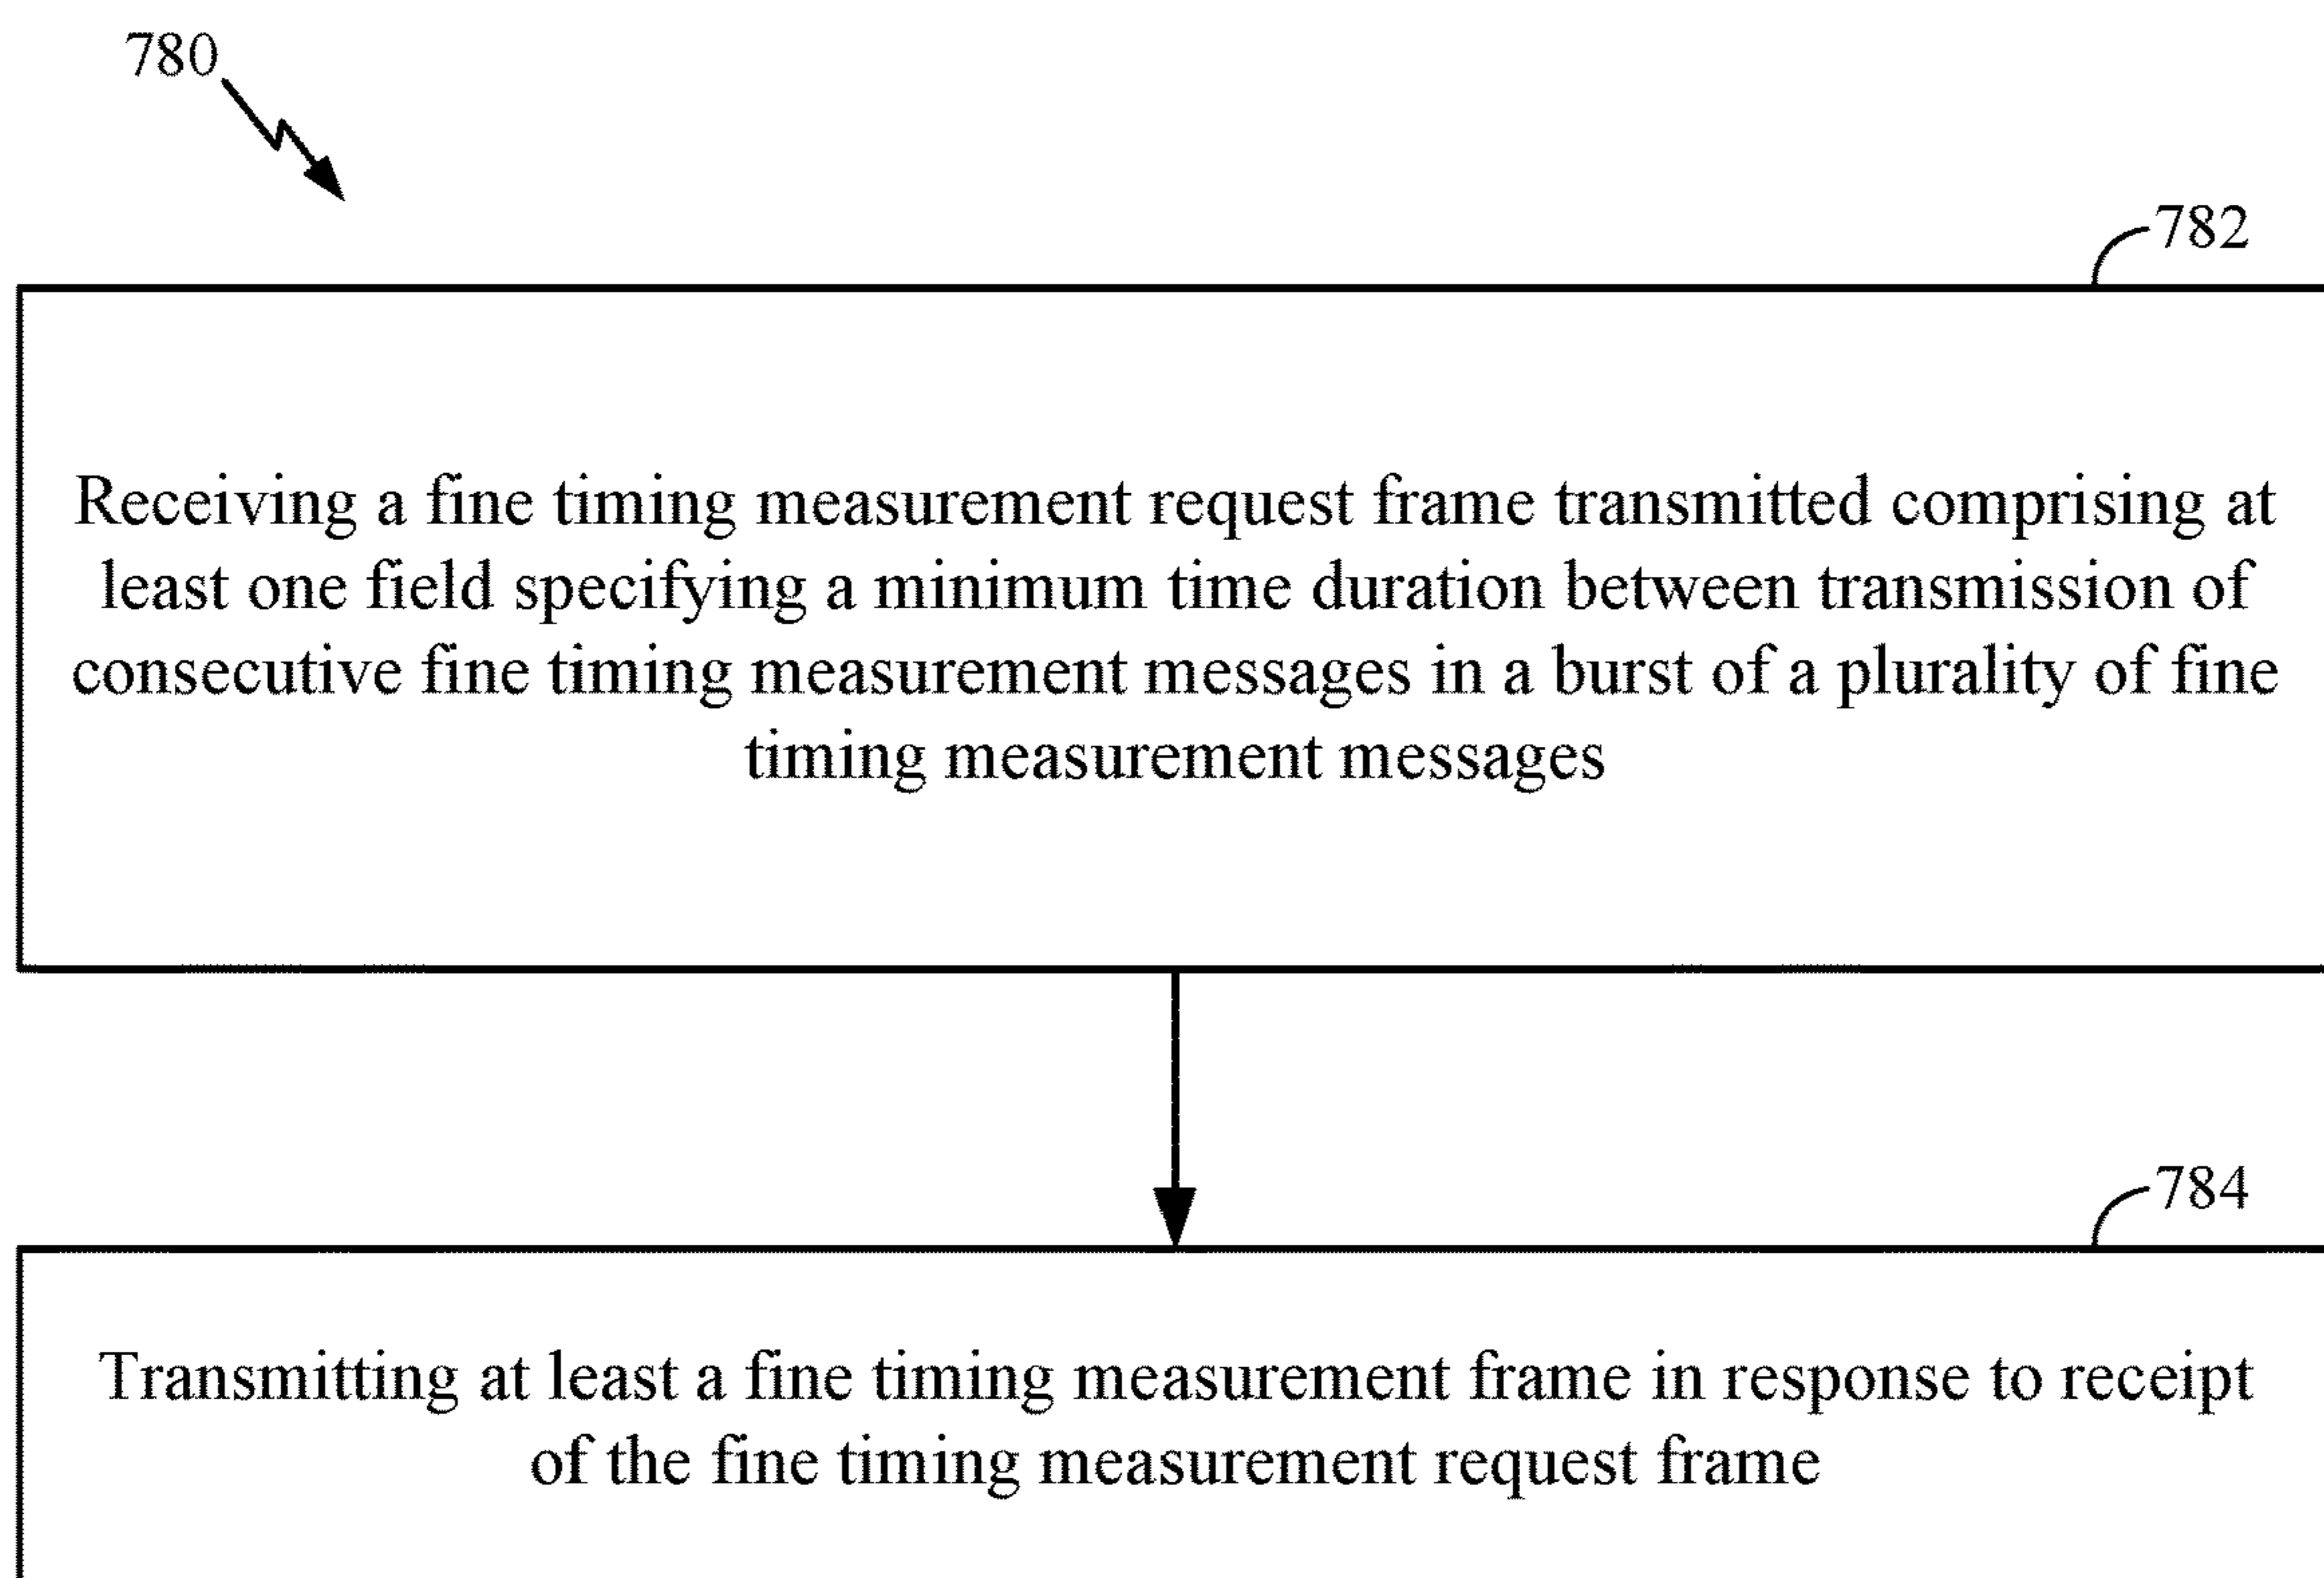 780
782
Receiving a fine timing measurement request frame transmitted comprising at
least one field specifying a minimum time duration between transmission of
consecutive fine timing measurement messages in a burst of a plurality of fine
timing measurement messages
784
Transmitting at least a fine timing measurement frame in response to receipt
of the fine timing measurement request frame